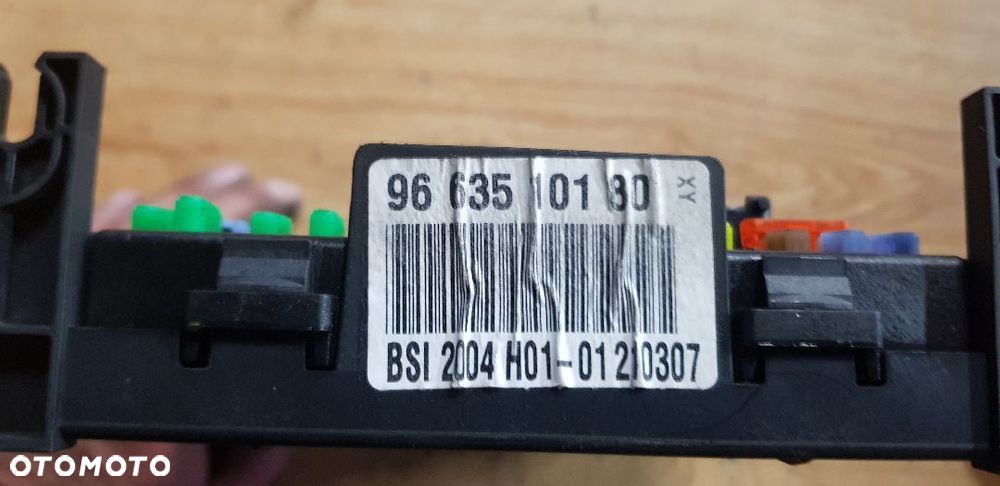 96 635 101 80
XY
BSI 2004 H01-01 210307
OTOMOTO